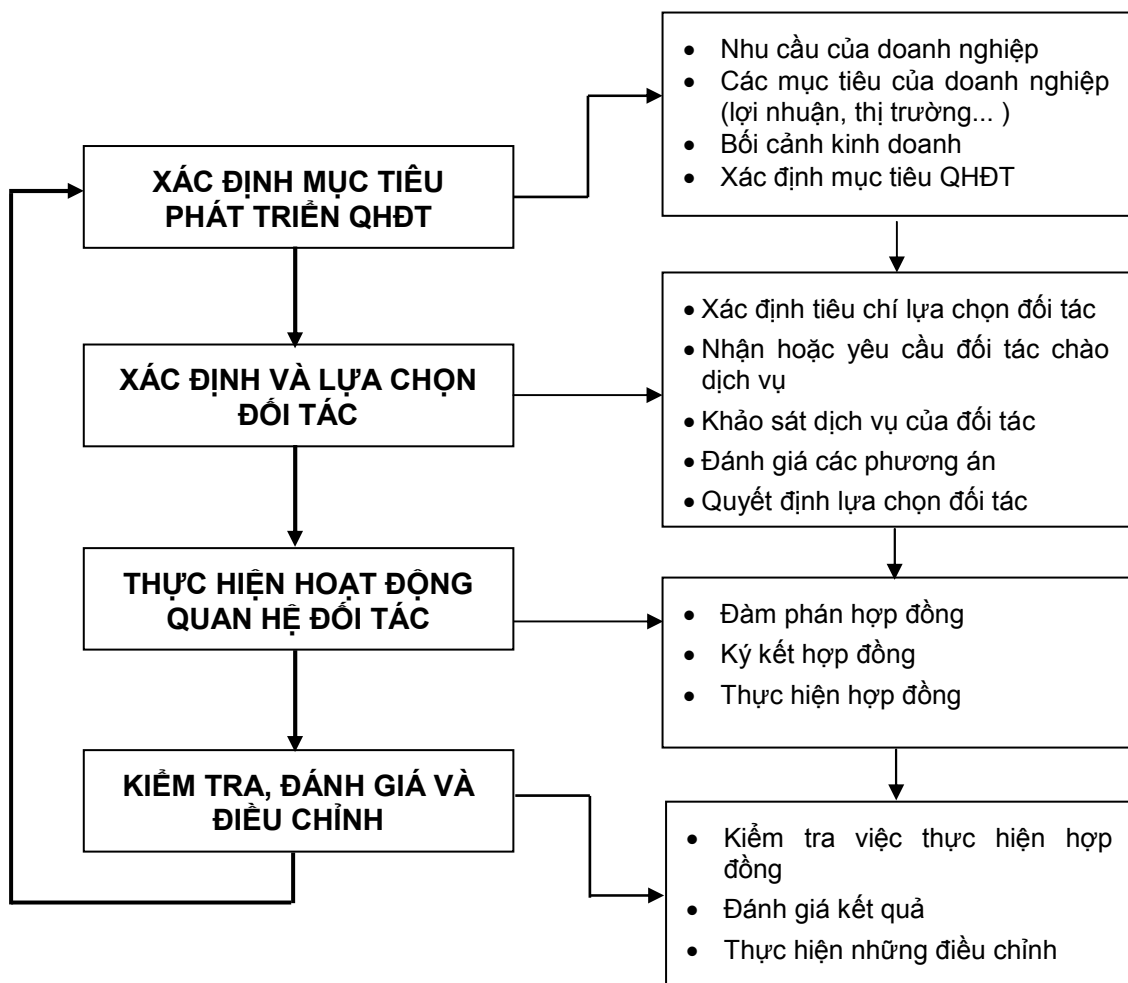 XÁC ĐỊNH MỤC TIÊU
PHÁT TRIỂN QHĐT
• Nhu cầu của doanh nghiệp
• Các mục tiêu của doanh nghiệp
(lợi nhuận, thị trường... )
• Bối cảnh kinh doanh
• Xác định mục tiêu QHĐT
XÁC ĐỊNH VÀ LỰA CHỌN
ĐỐI TÁC
• Xác định tiêu chí lựa chọn đối tác
• Nhận hoặc yêu cầu đối tác chào
dịch vụ
• Khảo sát dịch vụ của đối tác
• Đánh giá các phương án
• Quyết định lựa chọn đối tác
THỰC HIỆN HOẠT ĐỘNG
QUAN HỆ ĐỐI TÁC
• Đàm phán hợp đồng
• Ký kết hợp đồng
• Thực hiện hợp đồng
KIỂM TRA, ĐÁNH GIÁ VÀ
ĐIỀU CHỈNH
• Kiểm tra việc thực hiện hợp
đồng
• Đánh giá kết quả
• Thực hiện những điều chỉnh